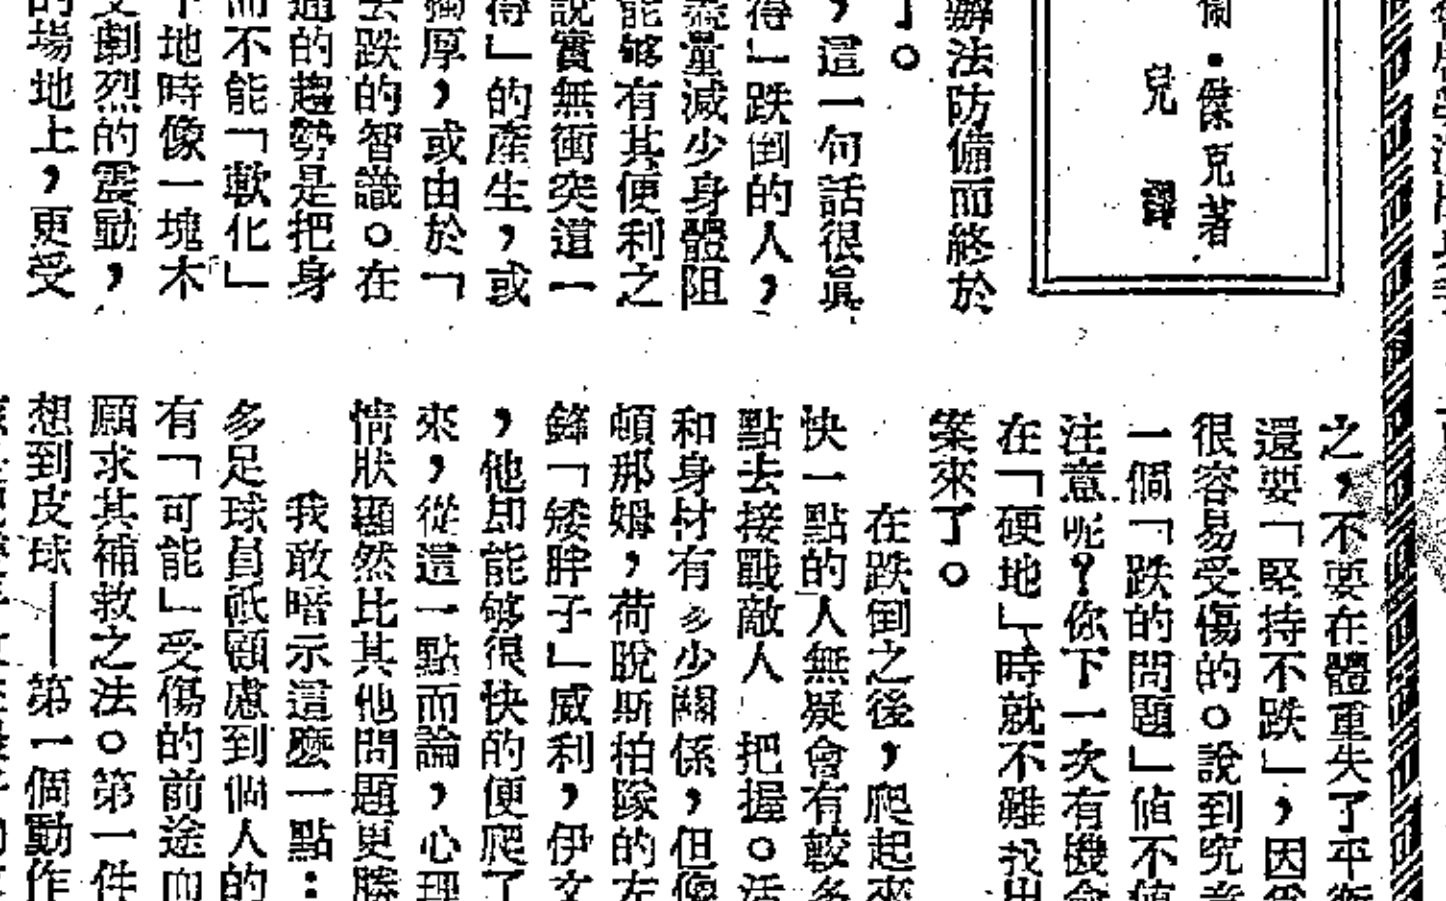 ・傑克著
兒 譯
辦法防備而終於
了。
，這一句話很眞
得」跌倒的人，
量減少身體阻
能够有其便利之
說實無衝突這一
得」的產生，或
獨厚，或由於「
去跌的智識。在
的趨勢是把身
而不能「軟化」
下地時像一塊木
劇烈的震動，
的場地上，更受
之，不要在體重失了平衡
還要「堅持不跌」，因爲
很容易受傷的。說到究竟
一個「跌的問題」値不値
注意呢？你下一次有機會
在「硬地」時就不難找出
案來了。
在跌倒之後，爬起來
快一點的人無疑會有較多
點去接戰敵人 把握。活
和身材有多少關係，但像
頓那姆，荷脫斯拍隊的左
鋒「矮胖子」威利，伊文
，他却能够很快的便爬了
來，從這一點而論，心理
情狀顯然比其他問題更勝
我敢暗示這麼一點：
多足球員祇顧慮到個人的
有「可能」受傷的前途而
願求其補救之法。第一件
想到皮球——第一個動作